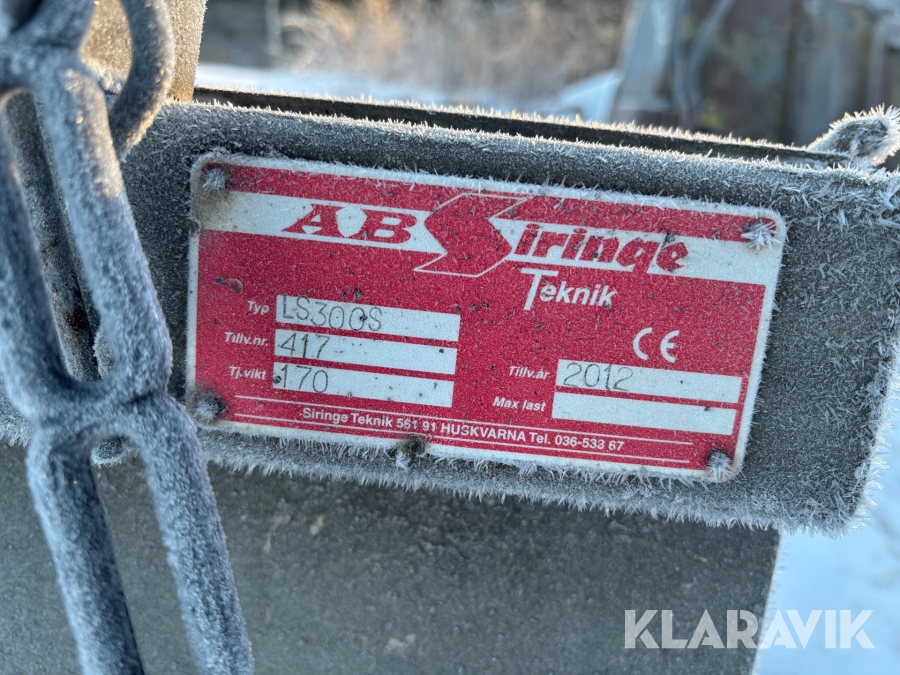 AB Siringe
Teknik
Typ LS300S
Tillv.nr. 417
Tj.vikt 170
Tillv.år 2012
Max last
Siringe Teknik 561 91 HUSKVARNA Tel. 036-533 67
CE
KLARAVIK